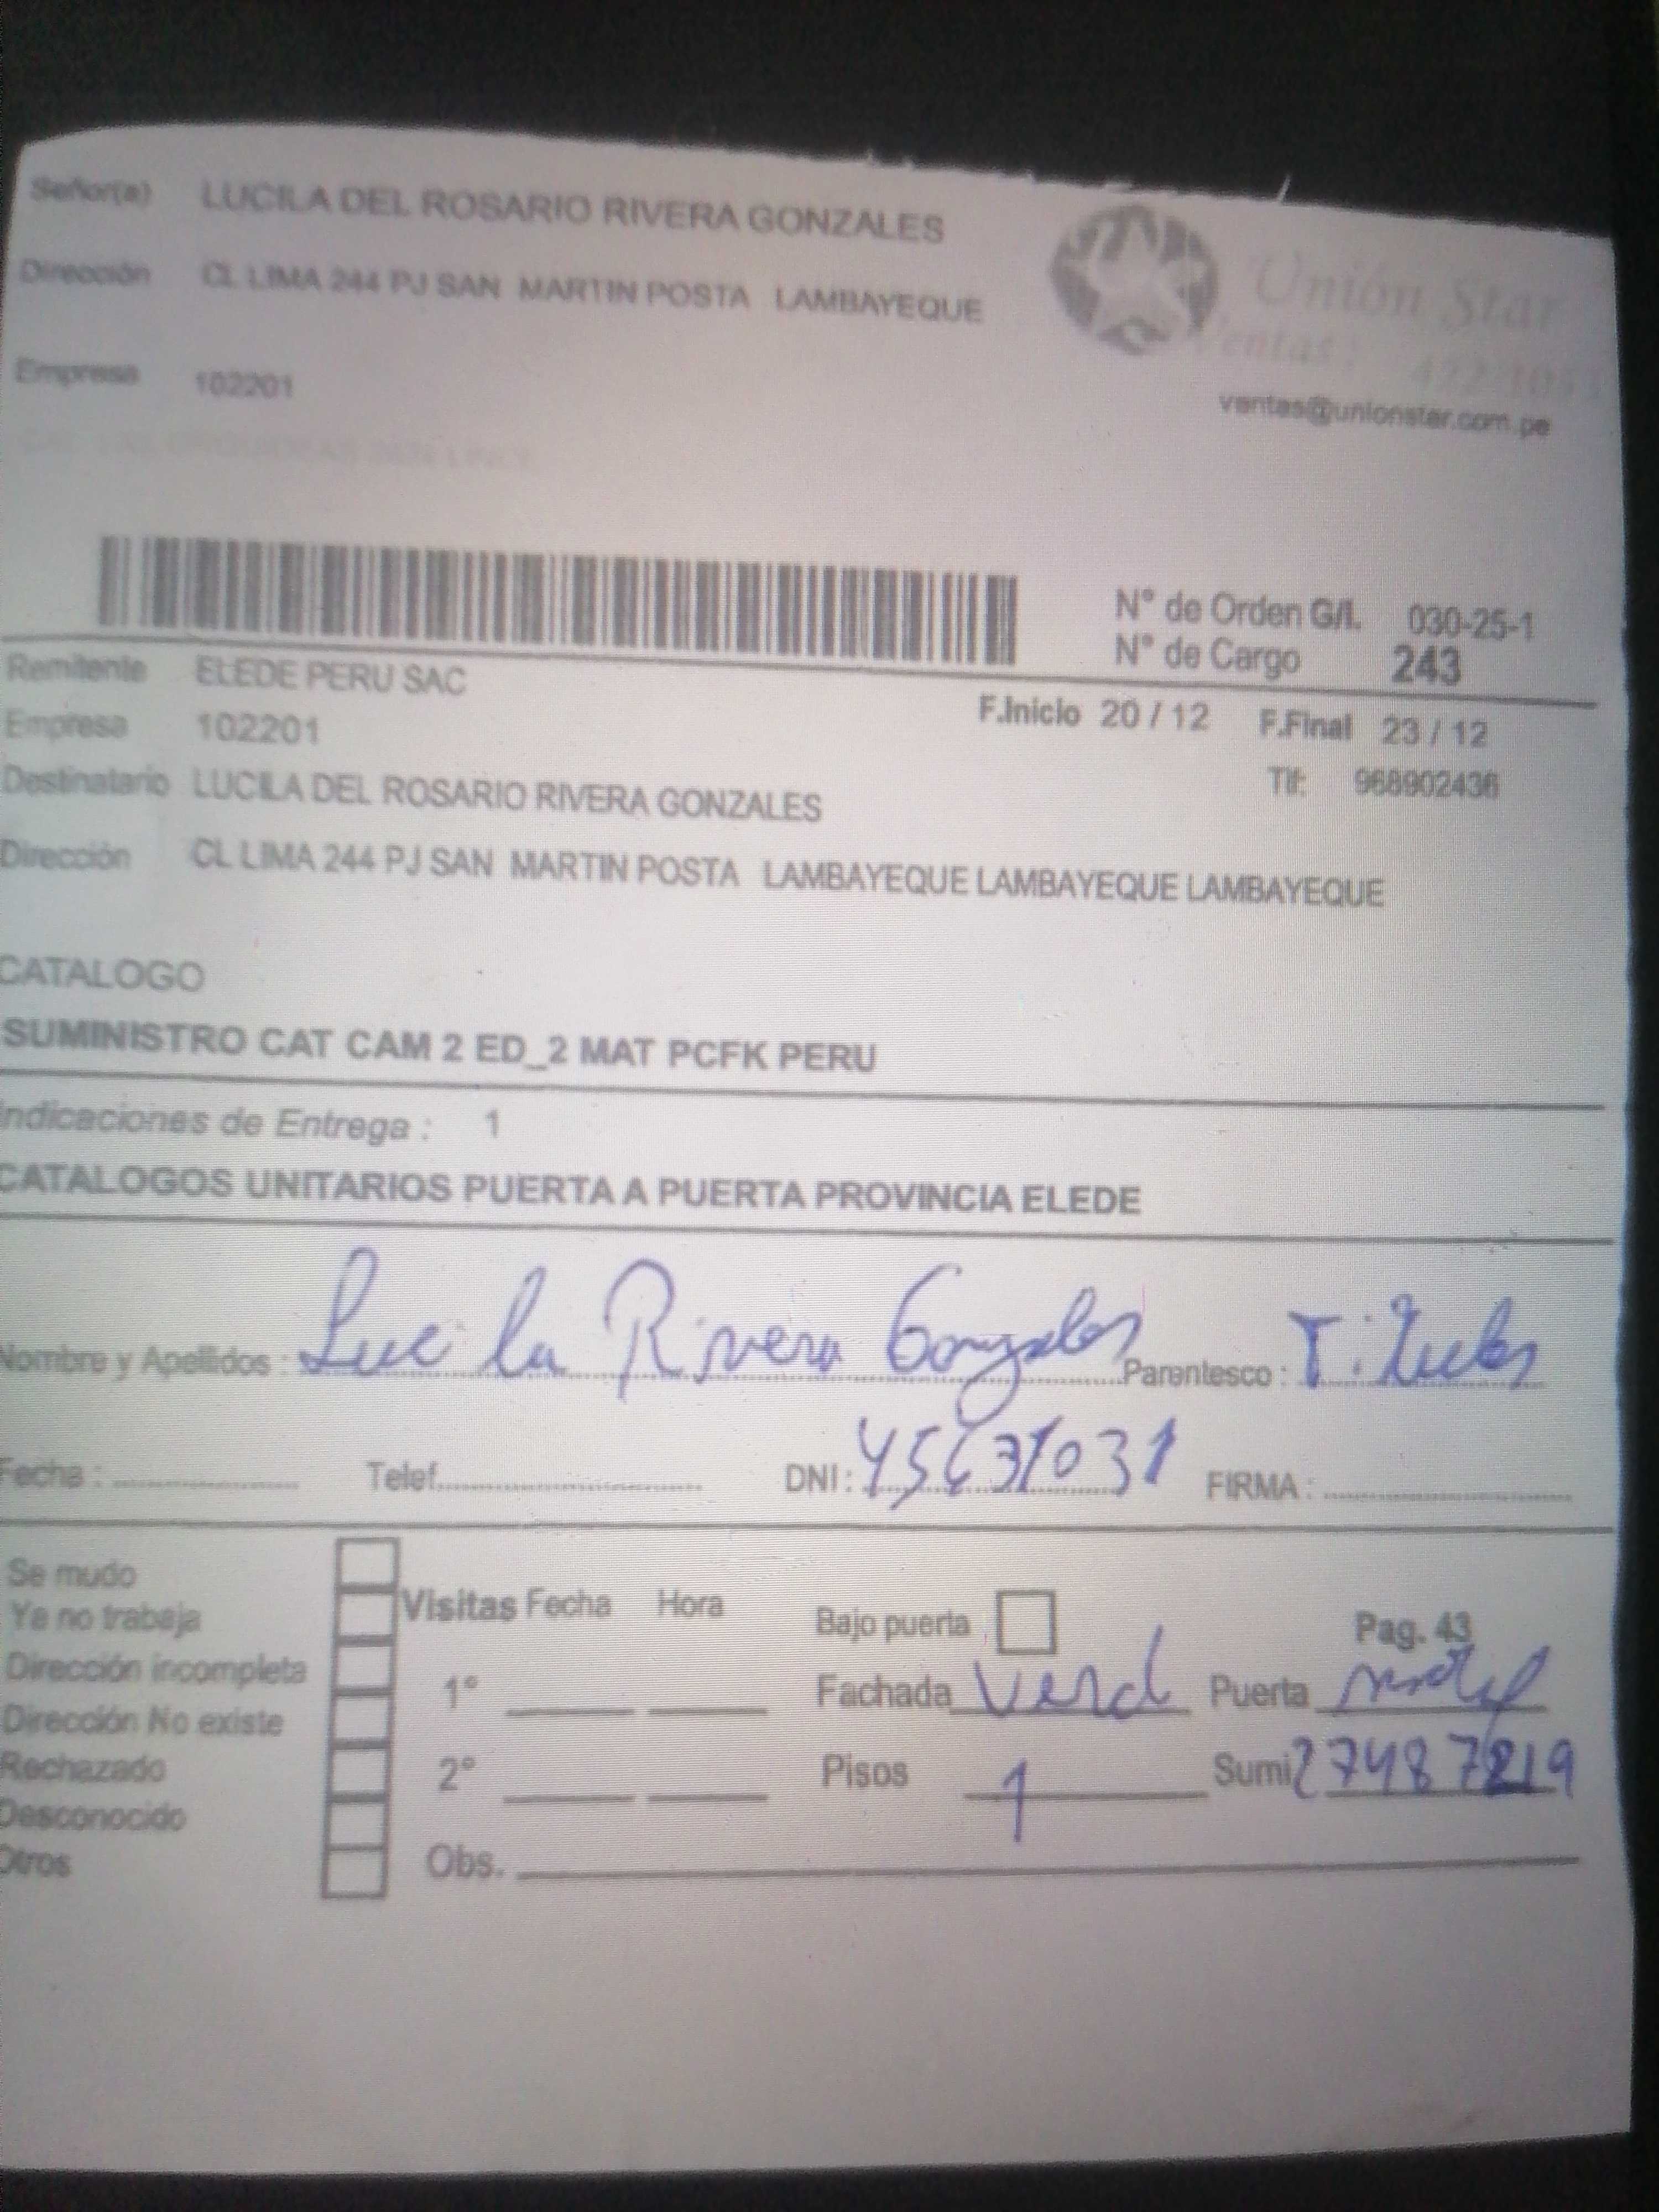 Señor(a) LUCILA DEL ROSARIO RIVERA GONZALES
Dirección CL LIMA 244 PJ SAN MARTIN POSTA LAMBAYEQUE
Unión Star
Ventas:
Empresa 102201
ventas@unionstar.com.pe
N° de Orden G/I. 030-25-1
N° de Cargo 243
Remitente ELEDE PERU SAC
Empresa 102201
F.Inicio 20 / 12 F.Final 23 / 12
Destinatario LUCILA DEL ROSARIO RIVERA GONZALES
Tlf: 968902436
Dirección CL LIMA 244 PJ SAN MARTIN POSTA LAMBAYEQUE LAMBAYEQUE LAMBAYEQUE
CATALOGO
SUMINISTRO CAT CAM 2 ED_2 MAT PCFK PERU
Indicaciones de Entrega : 1
CATALOGOS UNITARIOS PUERTA A PUERTA PROVINCIA ELEDE
Nombre y Apellidos : Lucila Rivera Gonzales Parentesco :
Fecha : Telef. DNI: FIRMA :
Se mudo
Ya no trabaja
Dirección incompleta
Dirección No existe
Rechazado
Desconocido
Otros
Visitas Fecha Hora
1°
2°
Bajo puerta
Pag. 43
Fachada Verd Puerta
Pisos 1 Sumi
Obs.